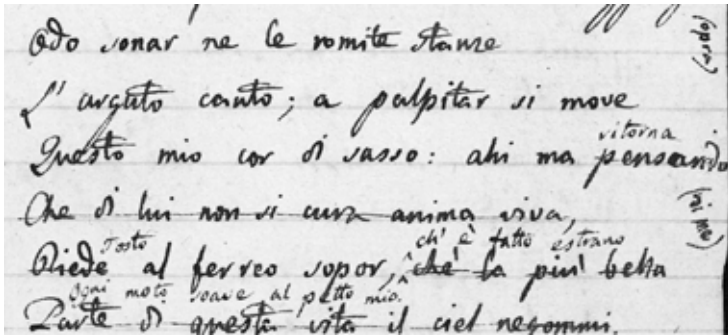 Odo sonar ne le romite stanze
L'arguto canto; a palpitar si move
ritorna
Questo mio cor di sasso: ahi ma pensando
Che di lui non si cura anima viva,
Tosto ch' è fatto estrano
Riede al ferreo sopor, chè la più bella
Ogni moto soave al petto mio.
Parte di questa vita il ciel negommi.